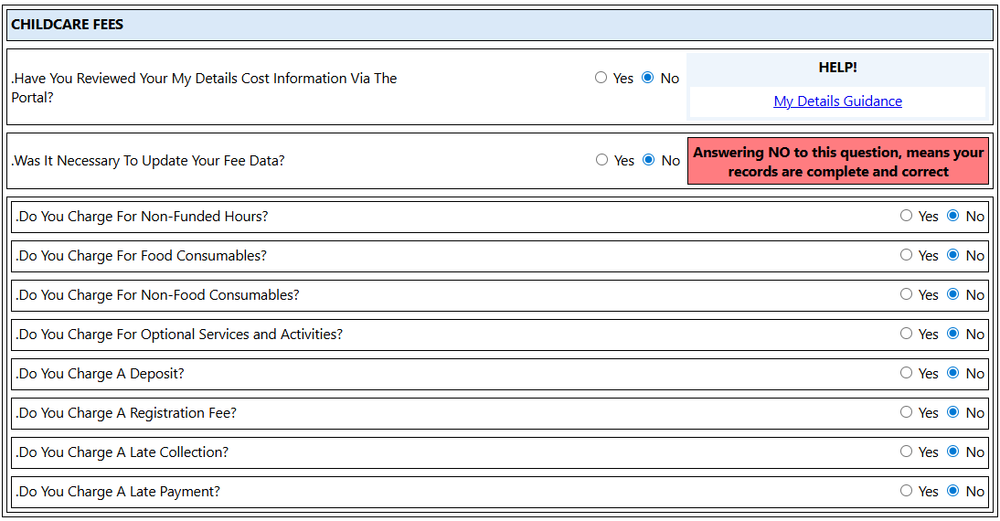 CHILDCARE FEES
.Have You Reviewed Your My Details Cost Information Via The
Portal?
Yes No
HELP!
My Details Guidance
.Was It Necessary To Update Your Fee Data?
Yes No
Answering NO to this question, means your
records are complete and correct
.Do You Charge For Non-Funded Hours? Yes No
.Do You Charge For Food Consumables? Yes No
.Do You Charge For Non-Food Consumables? Yes No
.Do You Charge For Optional Services and Activities? Yes No
.Do You Charge A Deposit? Yes No
.Do You Charge A Registration Fee? Yes No
.Do You Charge A Late Collection? Yes No
.Do You Charge A Late Payment? Yes No